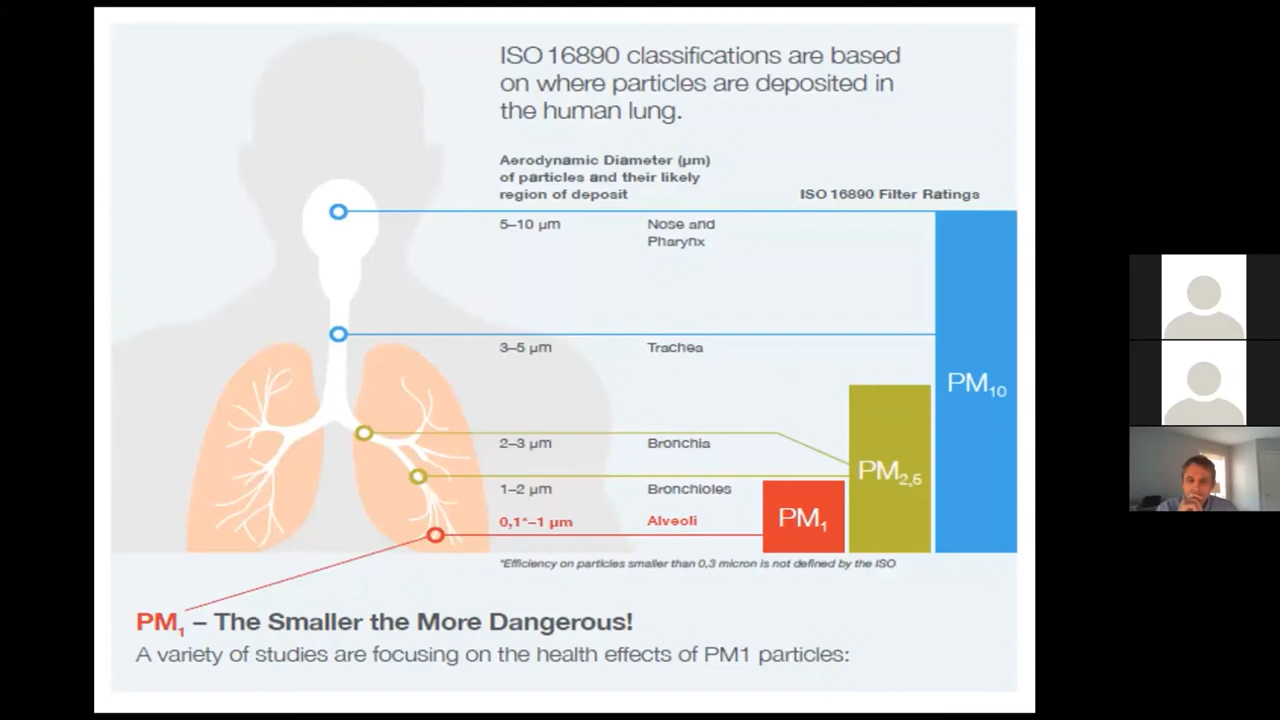 ISO 16890 classifications are based
on where particles are deposited in
the human lung.
Aerodynamic Diameter (µm)
of particles and their likely
region of deposit
ISO 16890 Filter Ratings
5–10 µm Nose and
Pharynx
3–5 µm Trachea
PM10
2–3 µm Bronchia
PM2,5
1–2 µm Bronchioles
0,1*–1 µm Alveoli
PM1
*Efficiency on particles smaller than 0,3 micron is not defined by the ISO
PM1 – The Smaller the More Dangerous!
A variety of studies are focusing on the health effects of PM1 particles: